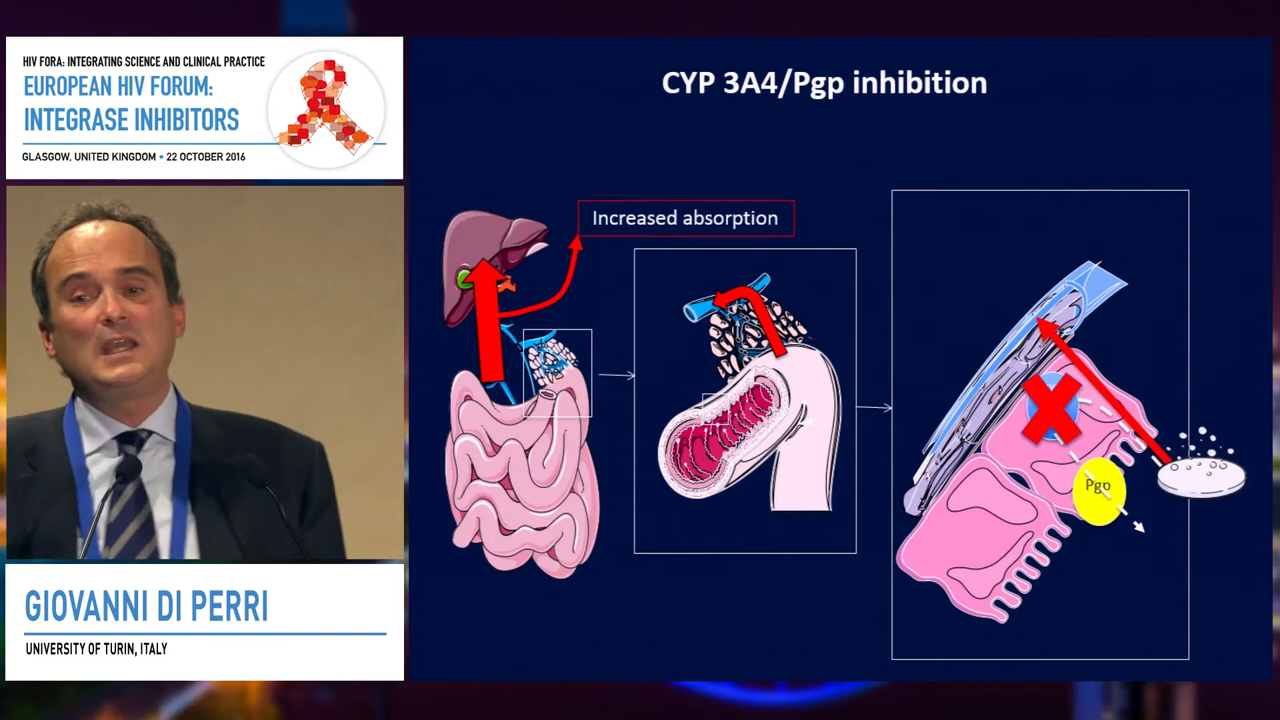 HIV FORA: INTEGRATING SCIENCE AND CLINICAL PRACTICE
EUROPEAN HIV FORUM:
INTEGRASE INHIBITORS
GLASGOW, UNITED KINGDOM • 22 OCTOBER 2016
GIOVANNI DI PERRI
UNIVERSITY OF TURIN, ITALY
CYP 3A4/Pgp inhibition
Increased absorption
Pgp